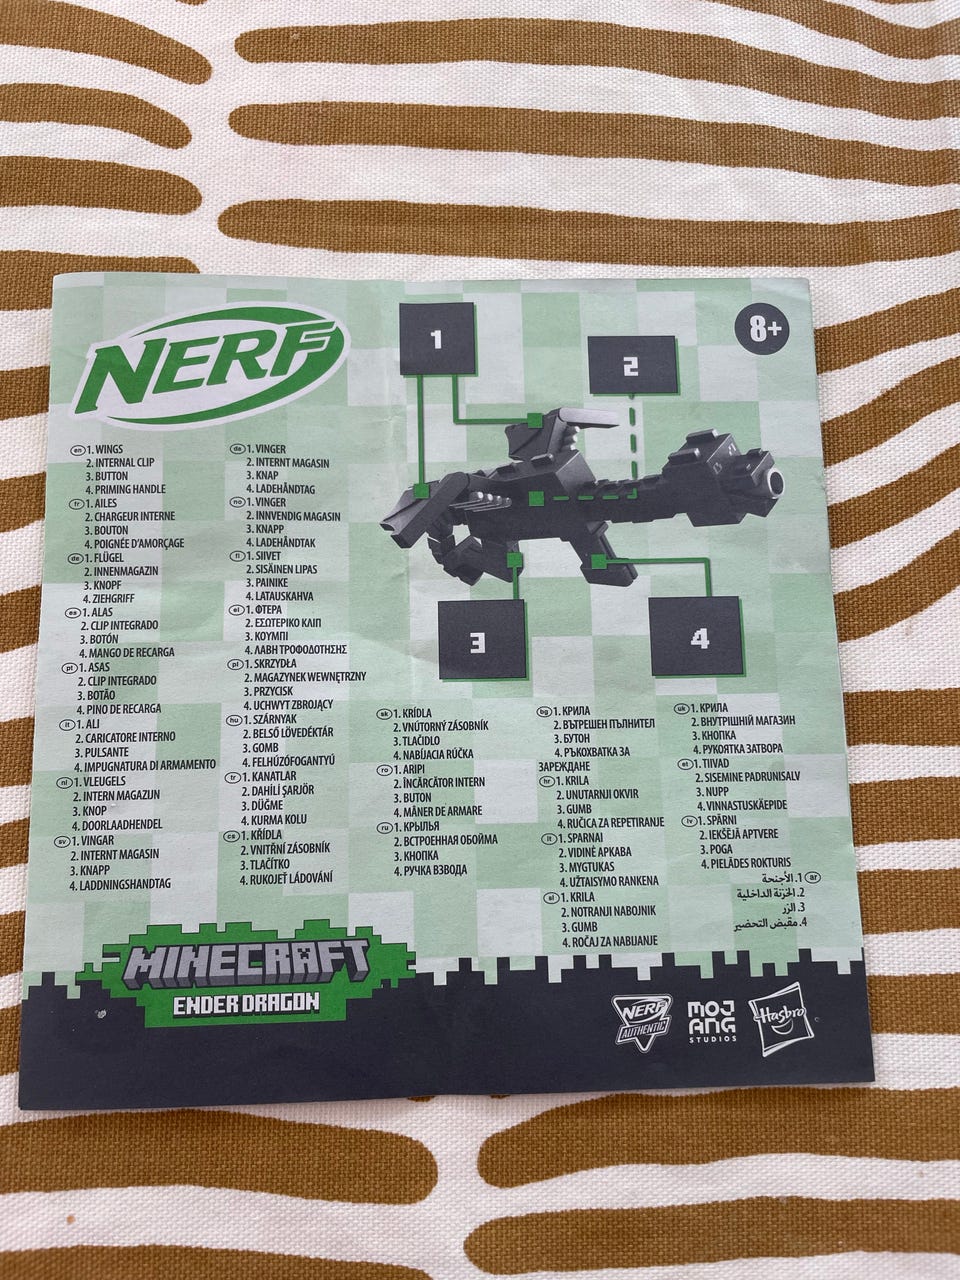 NERF
1
2
8+
3
4
en 1. WINGS
2. INTERNAL CLIP
3. BUTTON
4. PRIMING HANDLE
fr 1. AILES
2. CHARGEUR INTERNE
3. BOUTON
4. POIGNÉE D'AMORÇAGE
de 1. FLÜGEL
2. INNENMAGAZIN
3. KNOPF
4. ZIEHGRIFF
es 1. ALAS
2. CLIP INTEGRADO
3. BOTÓN
4. MANGO DE RECARGA
pt 1. ASAS
2. CLIP INTEGRADO
3. BOTÃO
4. PINO DE RECARGA
it 1. ALI
2. CARICATORE INTERNO
3. PULSANTE
4. IMPUGNATURA DI ARMAMENTO
nl 1. VLEUGELS
2. INTERN MAGAZIJN
3. KNOP
4. DOORLAADHENDEL
sv 1. VINGAR
2. INTERNT MAGASIN
3. KNAPP
4. LADDNINGSHANDTAG
da 1. VINGER
2. INTERNT MAGASIN
3. KNAP
4. LADEHÅNDTAG
no 1. VINGER
2. INNVENDIG MAGASIN
3. KNAPP
4. LADEHÅNDTAK
fi 1. SIIVET
2. SISÄINEN LIPAS
3. PAINIKE
4. LATAUSKAHVA
el 1. ΦΤΕΡΑ
2. ΕΣΩΤΕΡΙΚΟ ΚΛΙΠ
3. ΚΟΥΜΠΙ
4. ΛΑΒΗ ΤΡΟΦΟΔΟΤΗΣΗΣ
pl 1. SKRZYDŁA
2. MAGAZYNEK WEWNĘTRZNY
3. PRZYCISK
4. UCHWYT ZBROJĄCY
hu 1. SZÁRNYAK
2. BELSŐ LÖVEDÉKTÁR
3. GOMB
4. FELHÚZÓFOGANTYÚ
tr 1. KANATLAR
2. DAHİLİ ŞARJÖR
3. DÜĞME
4. KURMA KOLU
cs 1. KŘÍDLA
2. VNITŘNÍ ZÁSOBNÍK
3. TLAČÍTKO
4. RUKOJEŤ LÁDOVÁNÍ
sk 1. KRÍDLA
2. VNÚTORNÝ ZÁSOBNÍK
3. TLAČIDLO
4. NABÍJACIA RÚČKA
ro 1. ARIPI
2. ÎNCĂRCĂTOR INTERN
3. BUTON
4. MÂNER DE ARMARE
ru 1. КРЫЛЬЯ
2. ВСТРОЕННАЯ ОБОЙМА
3. КНОПКА
4. РУЧКА ВЗВОДА
bg 1. КРИЛА
2. ВЪТРЕШЕН ПЪЛНИТЕЛ
3. БУТОН
4. РЪКОХВАТКА ЗА
ЗАРЕЖДАНЕ
hr 1. KRILA
2. UNUTARNJI OKVIR
3. GUMB
4. RUČICA ZA REPETIRANJE
lt 1. SPARNAI
2. VIDINĖ APKABA
3. MYGTUKAS
4. UŽTAISYMO RANKENA
sl 1. KRILA
2. NOTRANJI NABOJNIK
3. GUMB
4. ROČAJ ZA NABIJANJE
uk 1. КРИЛА
2. ВНУТРІШНІЙ МАГАЗИН
3. КНОПКА
4. РУКОЯТКА ЗАТВОРА
et 1. TIIVAD
2. SISEMINE PADRUNISALV
3. NUPP
4. VINNASTUSKÄEPIDE
lv 1. SPĀRNI
2. IEKŠĒJĀ APTVERE
3. POGA
4. PIELĀDES ROKTURIS
ar 1. الأجنحة
2. الخزنة الداخلية
3. الزر
4. مقبض التحضير
MINECRAFT
ENDER DRAGON
NERF
AUTHENTIC
MOJ
ANG
STUDIOS
Hasbro